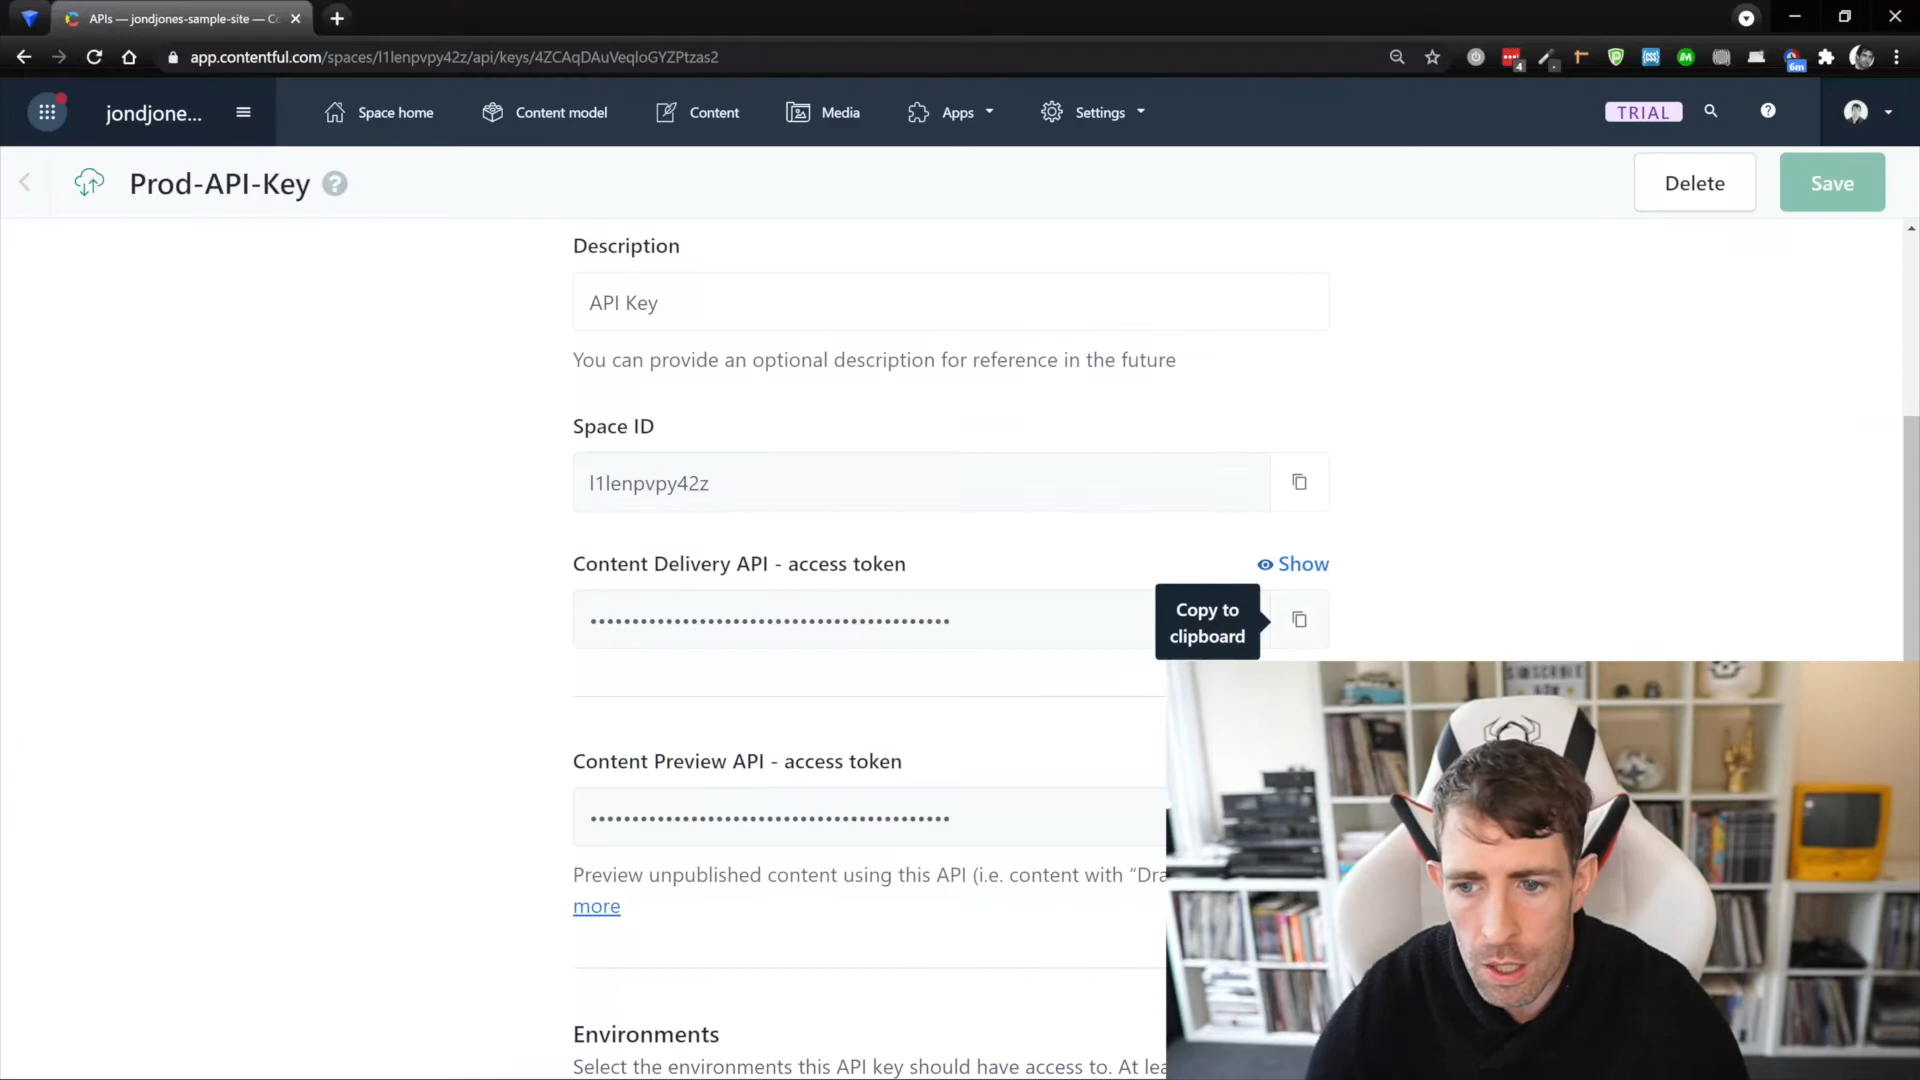 APIs — jondjones-sample-site — Co
app.contentful.com/spaces/l1lenpvpy42z/api/keys/4ZCAqDAuVeqloGYZPtzas2
4
6m
jondjone...
Space home
Content model
Content
Media
Apps
Settings
TRIAL
Prod-API-Key
Delete
Save
Description
API Key
You can provide an optional description for reference in the future
Space ID
l1lenpvpy42z
Content Delivery API - access token
Show
Copy to
clipboard
Content Preview API - access token
Preview unpublished content using this API (i.e. content with “Dra
more
Environments
Select the environments this API key should have access to. At lea
SUBSCRIBE